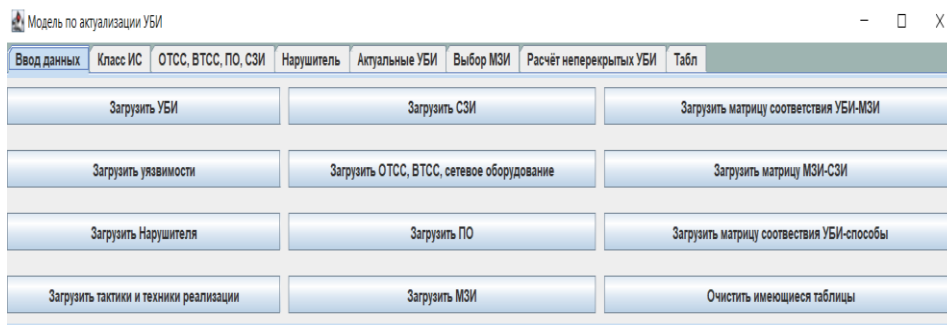 Модель по актуализации УБИ
Ввод данных Класс ИС ОТСС, ВТСС, ПО, СЗИ Нарушитель Актуальные УБИ Выбор МЗИ Расчёт неперекрытых УБИ Табл
Загрузить УБИ Загрузить СЗИ Загрузить матрицу соответствия УБИ-МЗИ
Загрузить уязвимости Загрузить ОТСС, ВТСС, сетевое оборудование Загрузить матрицу МЗИ-СЗИ
Загрузить Нарушителя Загрузить ПО Загрузить матрицу соотвествия УБИ-способы
Загрузить тактики и техники реализации Загрузить МЗИ Очистить имеющиеся таблицы